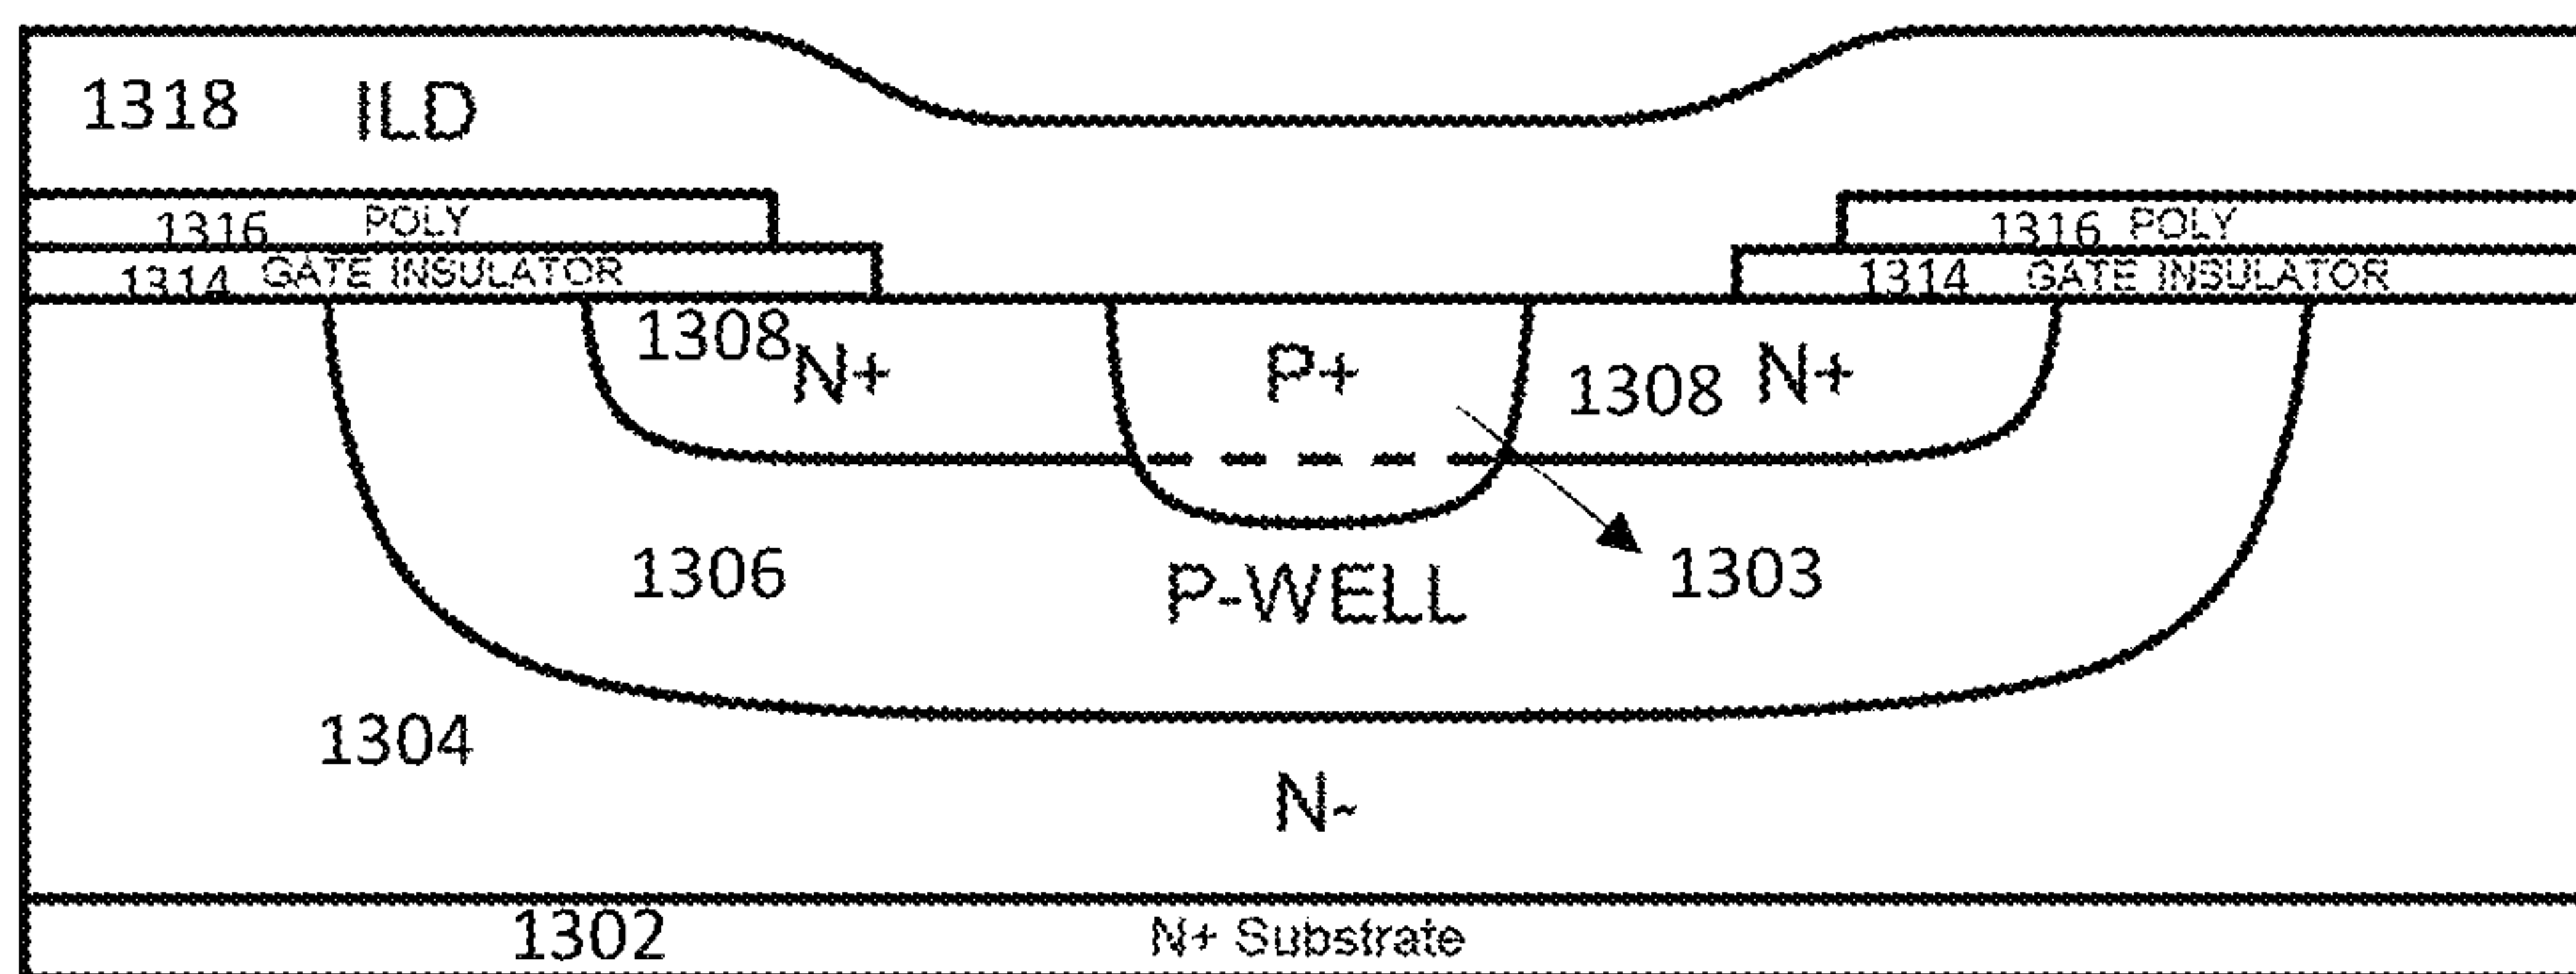 1318 ILD
1316 POLY
1316 POLY
1314 GATE INSULATOR
1314 GATE INSULATOR
1308 N+
P+
1308 N+
1306
P-WELL
1303
1304
N-
1302
N+ Substrate